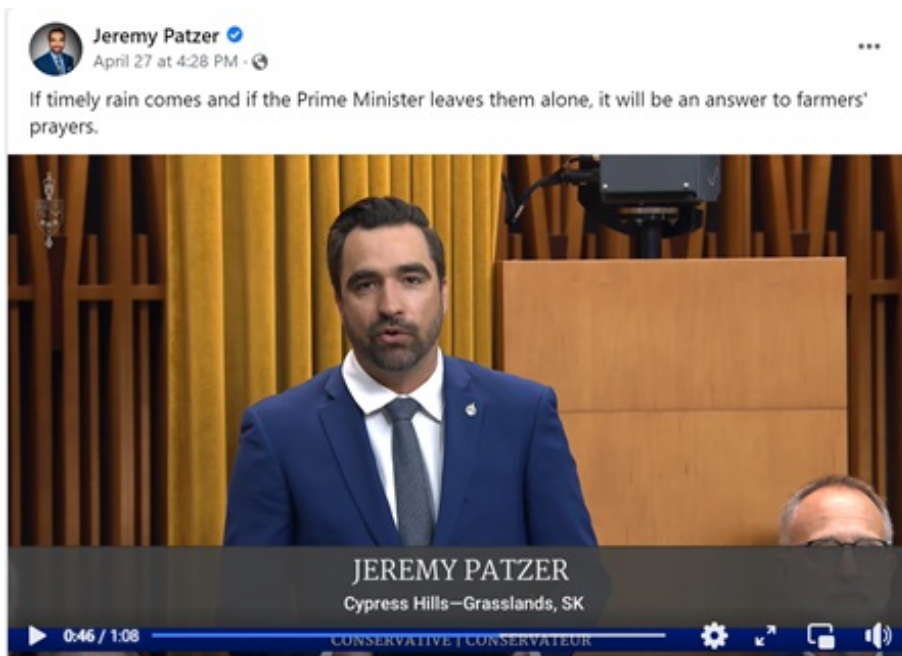 Jeremy Patzer
April 27 at 4:28 PM ·
If timely rain comes and if the Prime Minister leaves them alone, it will be an answer to farmers'
prayers.
JEREMY PATZER
Cypress Hills—Grasslands, SK
0:46 / 1:08
CONSERVATIVE | CONSERVATEUR